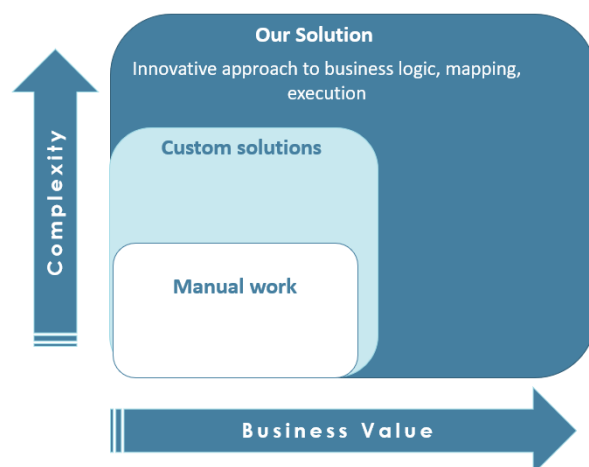 Our Solution
Innovative approach to business logic, mapping,
execution
Custom solutions
Manual work
Complexity
Business Value